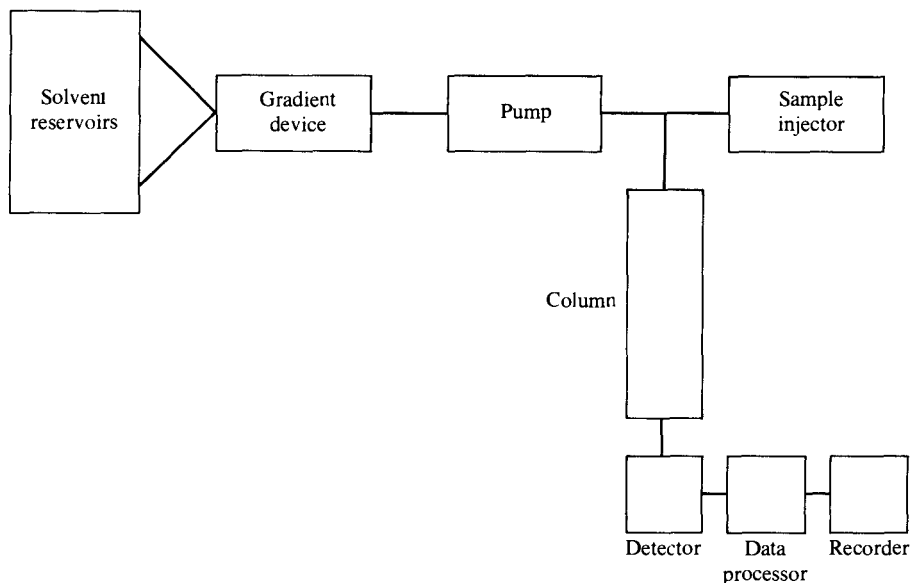 Solvent
reservoirs
Gradient
device
Pump
Sample
injector
Column
Detector
Data
processor
Recorder